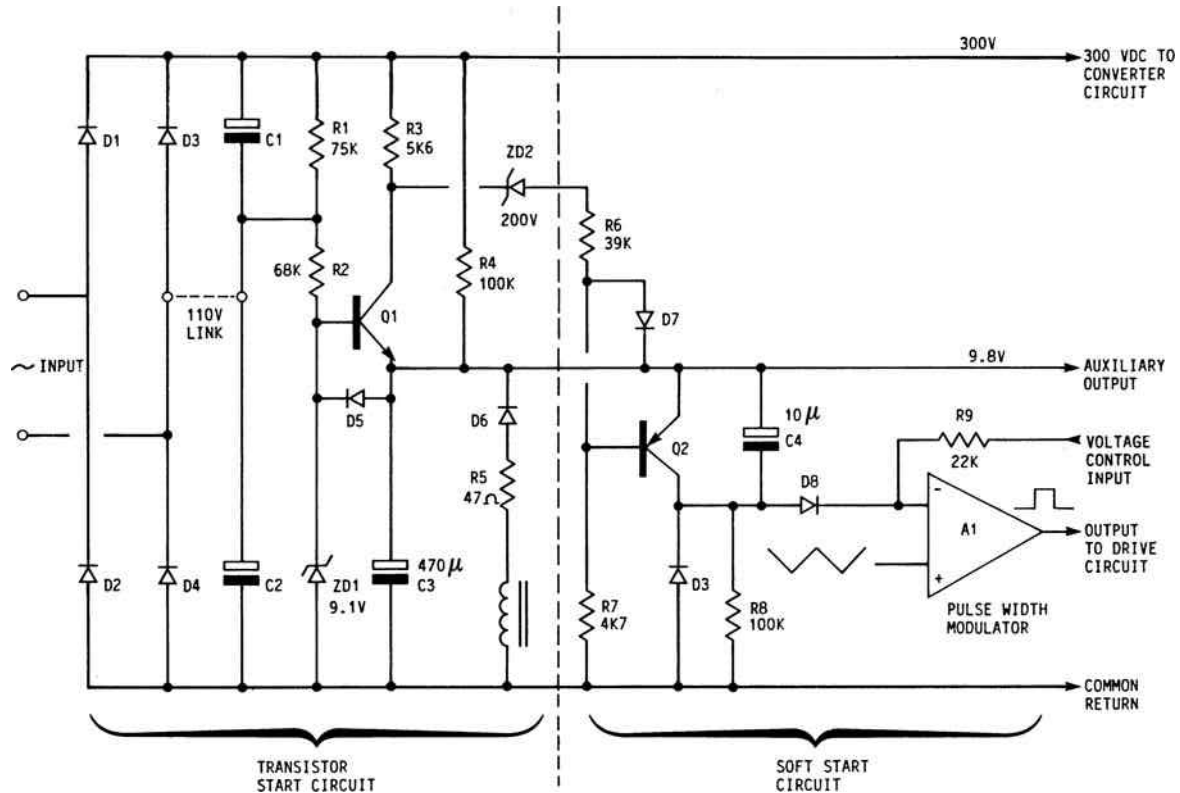 300V
300 VDC TO
CONVERTER
CIRCUIT
D1
D3
C1
R1
75K
R3
5K6
ZD2
200V
R6
39K
68K
R2
R4
100K
Q1
D7
110V
LINK
~ INPUT
9.8V
AUXILIARY
OUTPUT
D5
D6
10 μ
C4
R9
22K
VOLTAGE
CONTROL
INPUT
Q2
R5
47Ω
D8
-
A1
+
OUTPUT
TO DRIVE
CIRCUIT
D2
D4
C2
ZD1
9.1V
470 μ
C3
R7
4K7
D3
R8
100K
PULSE WIDTH
MODULATOR
COMMON
RETURN
TRANSISTOR
START CIRCUIT
SOFT START
CIRCUIT